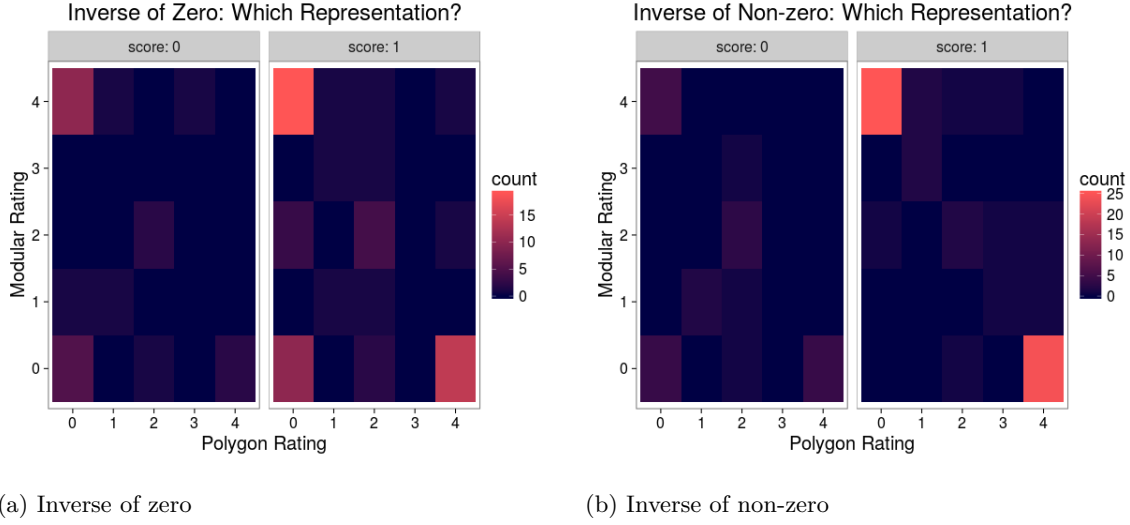 Inverse of Zero: Which Representation?
score: 0
score: 1
Modular Rating
4
3
2
1
0
0 1 2 3 4
0 1 2 3 4
Polygon Rating
count
15
10
5
0
(a) Inverse of zero
Inverse of Non-zero: Which Representation?
score: 0
score: 1
Modular Rating
4
3
2
1
0
0 1 2 3 4
0 1 2 3 4
Polygon Rating
count
25
20
15
10
5
0
(b) Inverse of non-zero